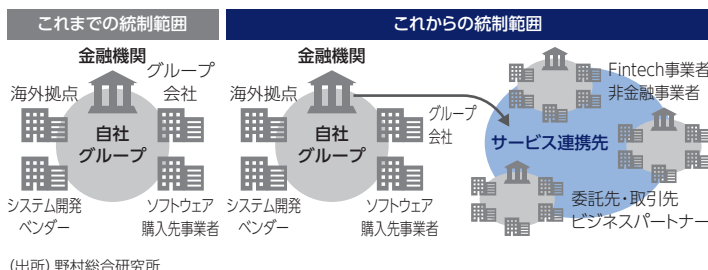 これまでの統制範囲
金融機関
海外拠点
グループ
会社
自社
グループ
システム開発
ベンダー
ソフトウェア
購入先事業者
これからの統制範囲
金融機関
海外拠点
グループ
会社
自社
グループ
システム開発
ベンダー
ソフトウェア
購入先事業者
Fintech事業者
非金融事業者
サービス連携先
委託先・取引先
ビジネスパートナー
(出所) 野村総合研究所